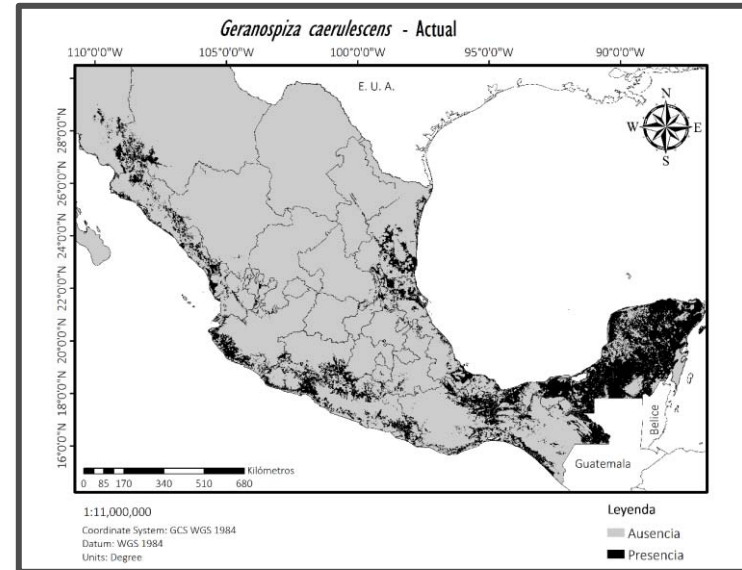 Geranospiza caerulescens - Actual
110°0'0"W 105°0'0"W 100°0'0"W 95°0'0"W 90°0'0"W
E. U. A.
N
W E
S
28°0'0"N
26°0'0"N
24°0'0"N
22°0'0"N
20°0'0"N
18°0'0"N
16°0'0"N
Belice
Guatemala
Kilómetros
0 85 170 340 510 680
1:11,000,000
Coordinate System: GCS WGS 1984
Datum: WGS 1984
Units: Degree
Leyenda
Ausencia
Presencia